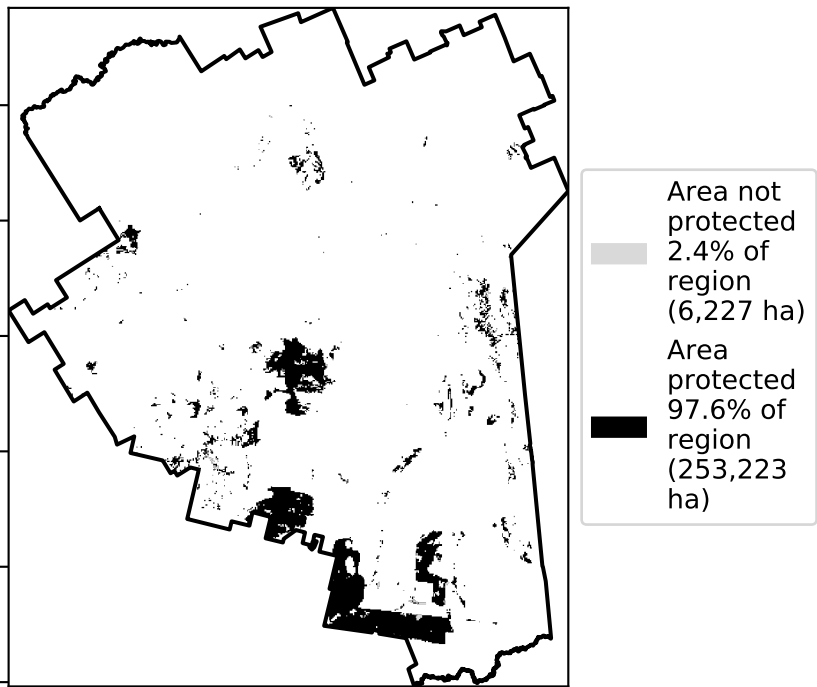 Area not
protected
2.4% of
region
(6,227 ha)
Area
protected
97.6% of
region
(253,223
ha)